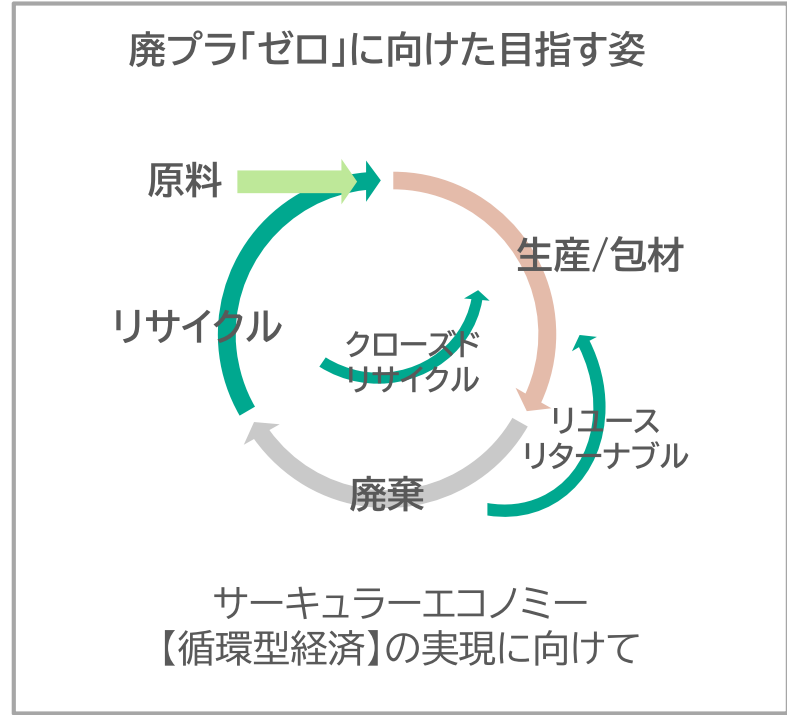 廃プラ「ゼロ」に向けた目指す姿
原料
生産/包材
リサイクル
クローズド
リサイクル
リユース
リターナブル
廃棄
サーキュラーエコノミー
【循環型経済】の実現に向けて